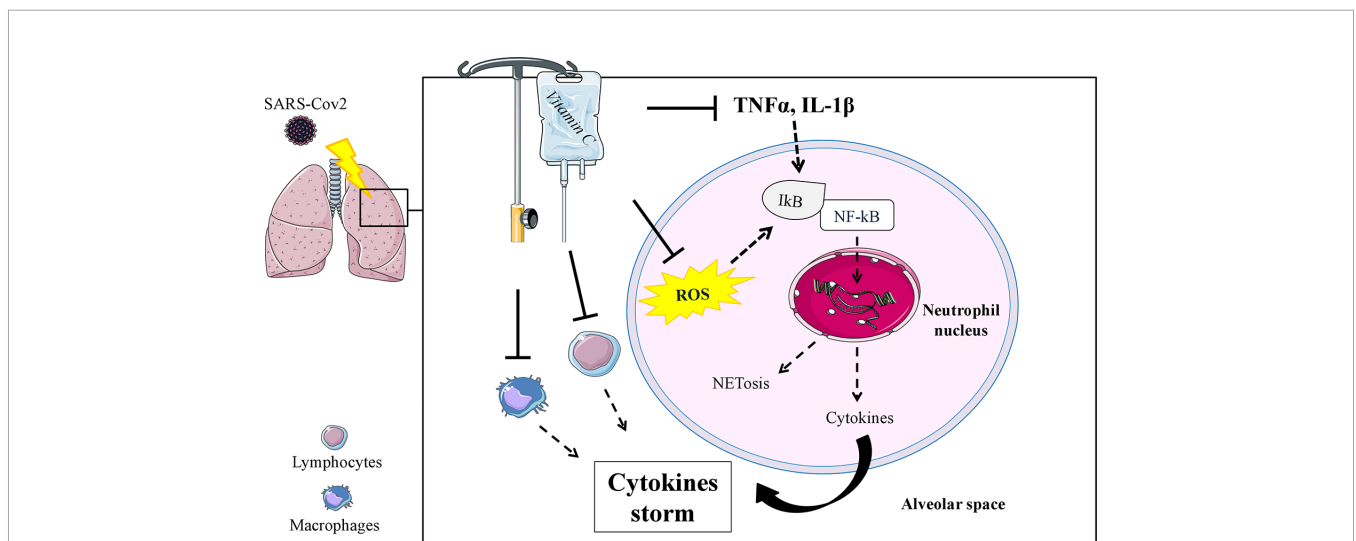 SARS-Cov2
Vitamin C
TNFα, IL-1β
IkB
NF-kB
ROS
Neutrophil
nucleus
NETosis
Cytokines
Lymphocytes
Macrophages
Cytokines
storm
Alveolar space